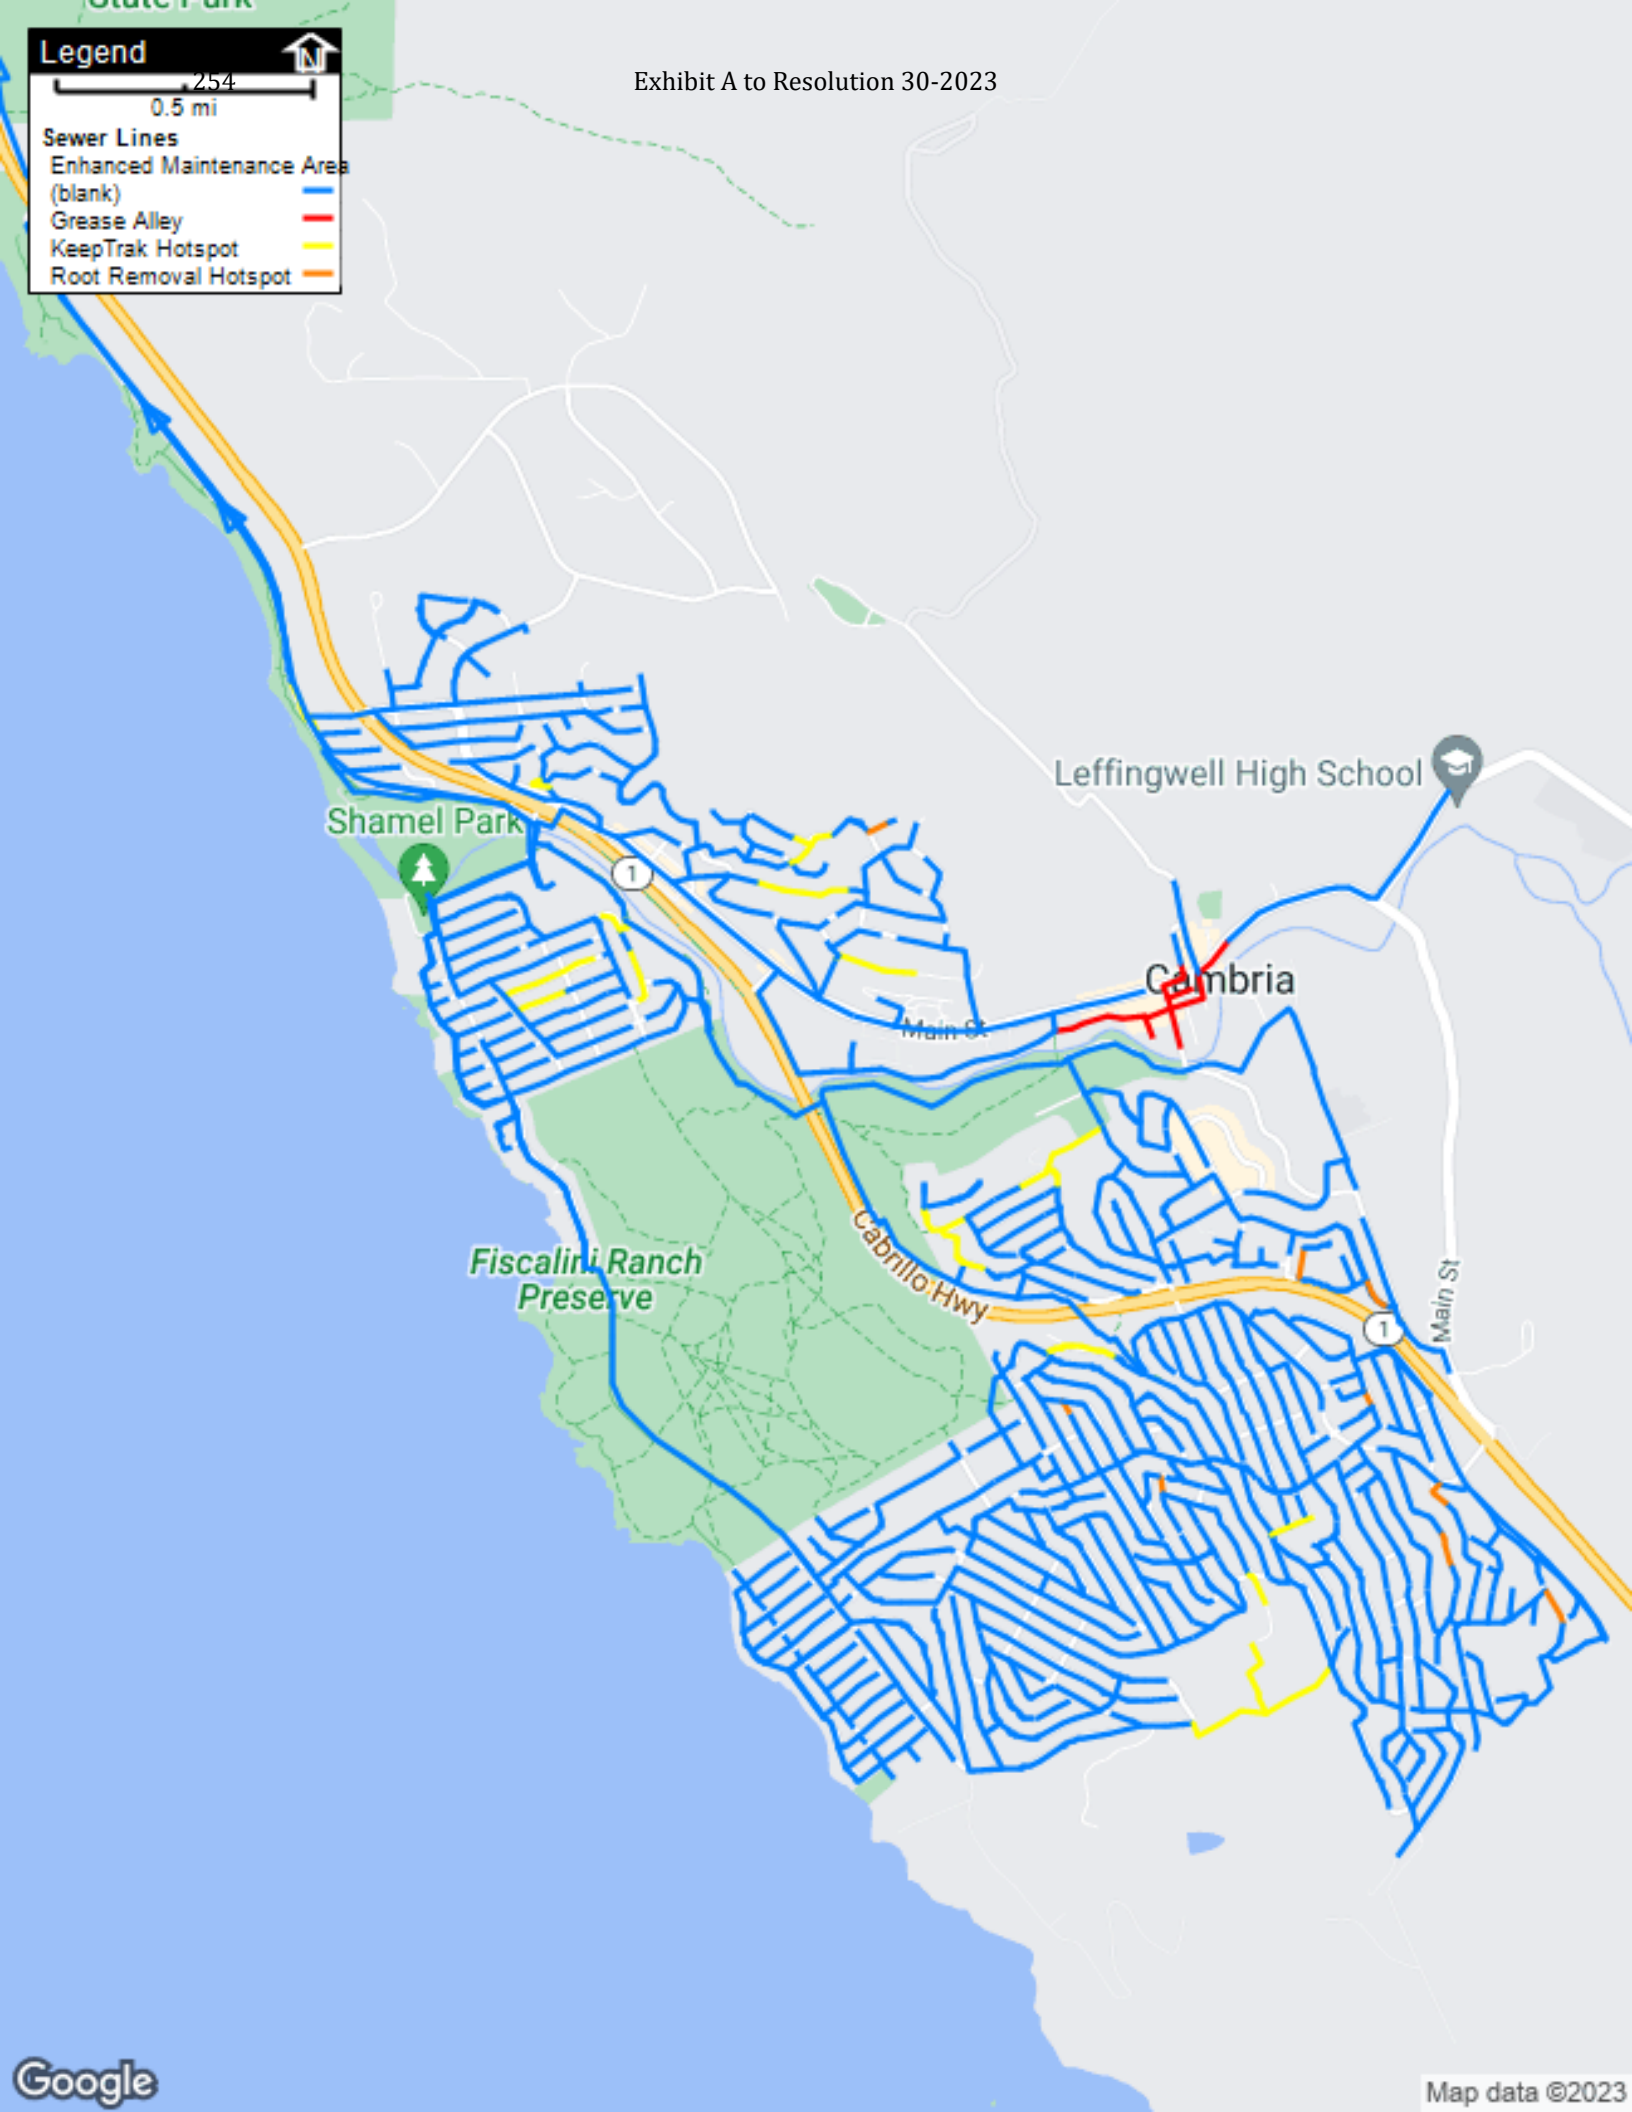 State Park
Legend
N
254
Exhibit A to Resolution 30-2023
0.5 mi
Sewer Lines
Enhanced Maintenance Area
(blank)
Grease Alley
KeepTrak Hotspot
Root Removal Hotspot
Leffingwell High School
Shamel Park
1
Cambria
Main St
Fiscalini Ranch
Preserve
Cabrillo Hwy
Main St
1
Google
Map data ©2023